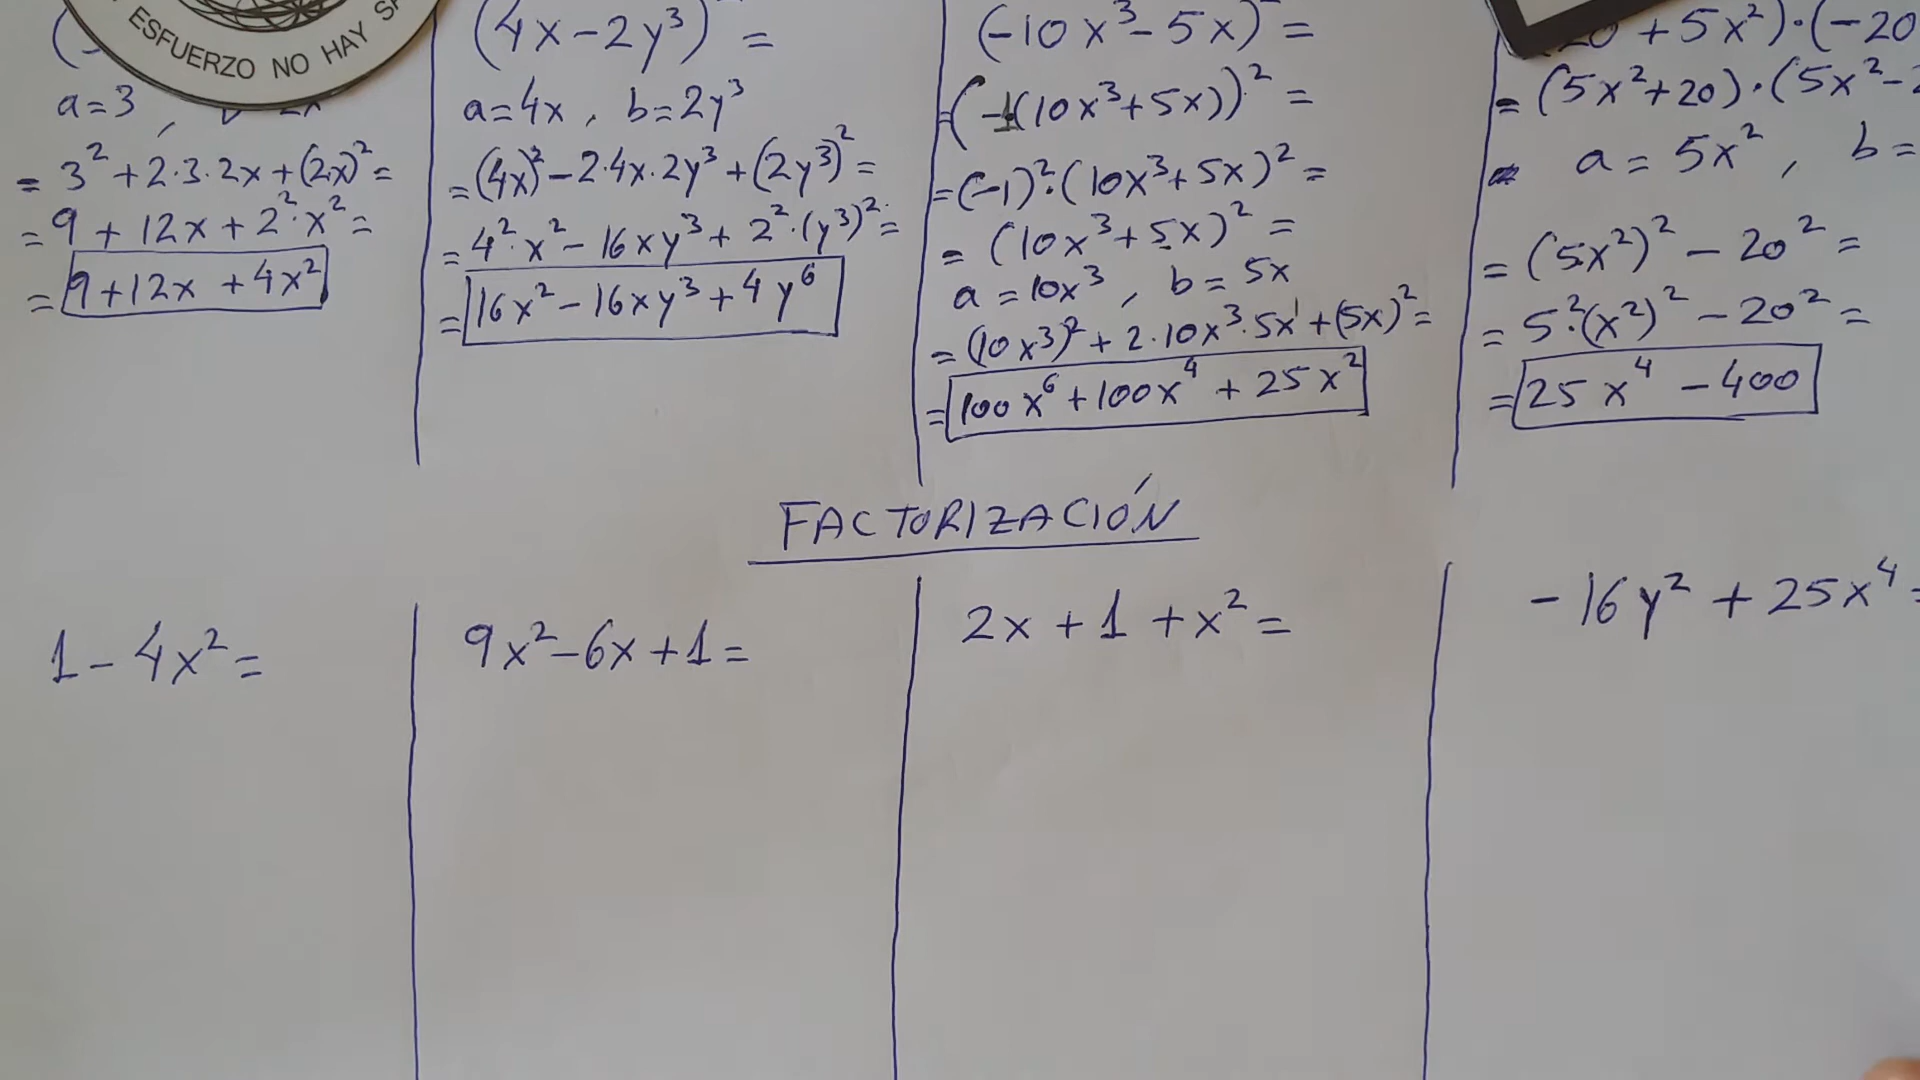 ESFUERZO NO HAY
a=3 ,
= 3² + 2·3·2x + (2x)² =
= 9 + 12x + 2²·x² =
= 9+12x+4x²
(4x-2y³) =
a=4x , b=2y³
= (4x)² - 2·4x·2y³ + (2y³)² =
= 4²·x² - 16xy³ + 2²·(y³)² =
= 16x² - 16xy³ + 4y⁶
(-10x³-5x) =
= (-1(10x³+5x))² =
= (-1)²·(10x³+5x)² =
= (10x³+5x)² =
a=10x³ , b=5x
= (10x³)² + 2·10x³·5x¹ + (5x)² =
= 100x⁶ + 100x⁴ + 25x²
+5x²)·(-20
= (5x²+20)·(5x²-
a = 5x² , b =
= (5x²)² - 20² =
= 5²·(x²)² - 20² =
= 25x⁴ - 400
FACTORIZACIÓN
1 - 4x² =
9x²-6x+1 =
2x+1+x² =
-16y²+25x⁴ =